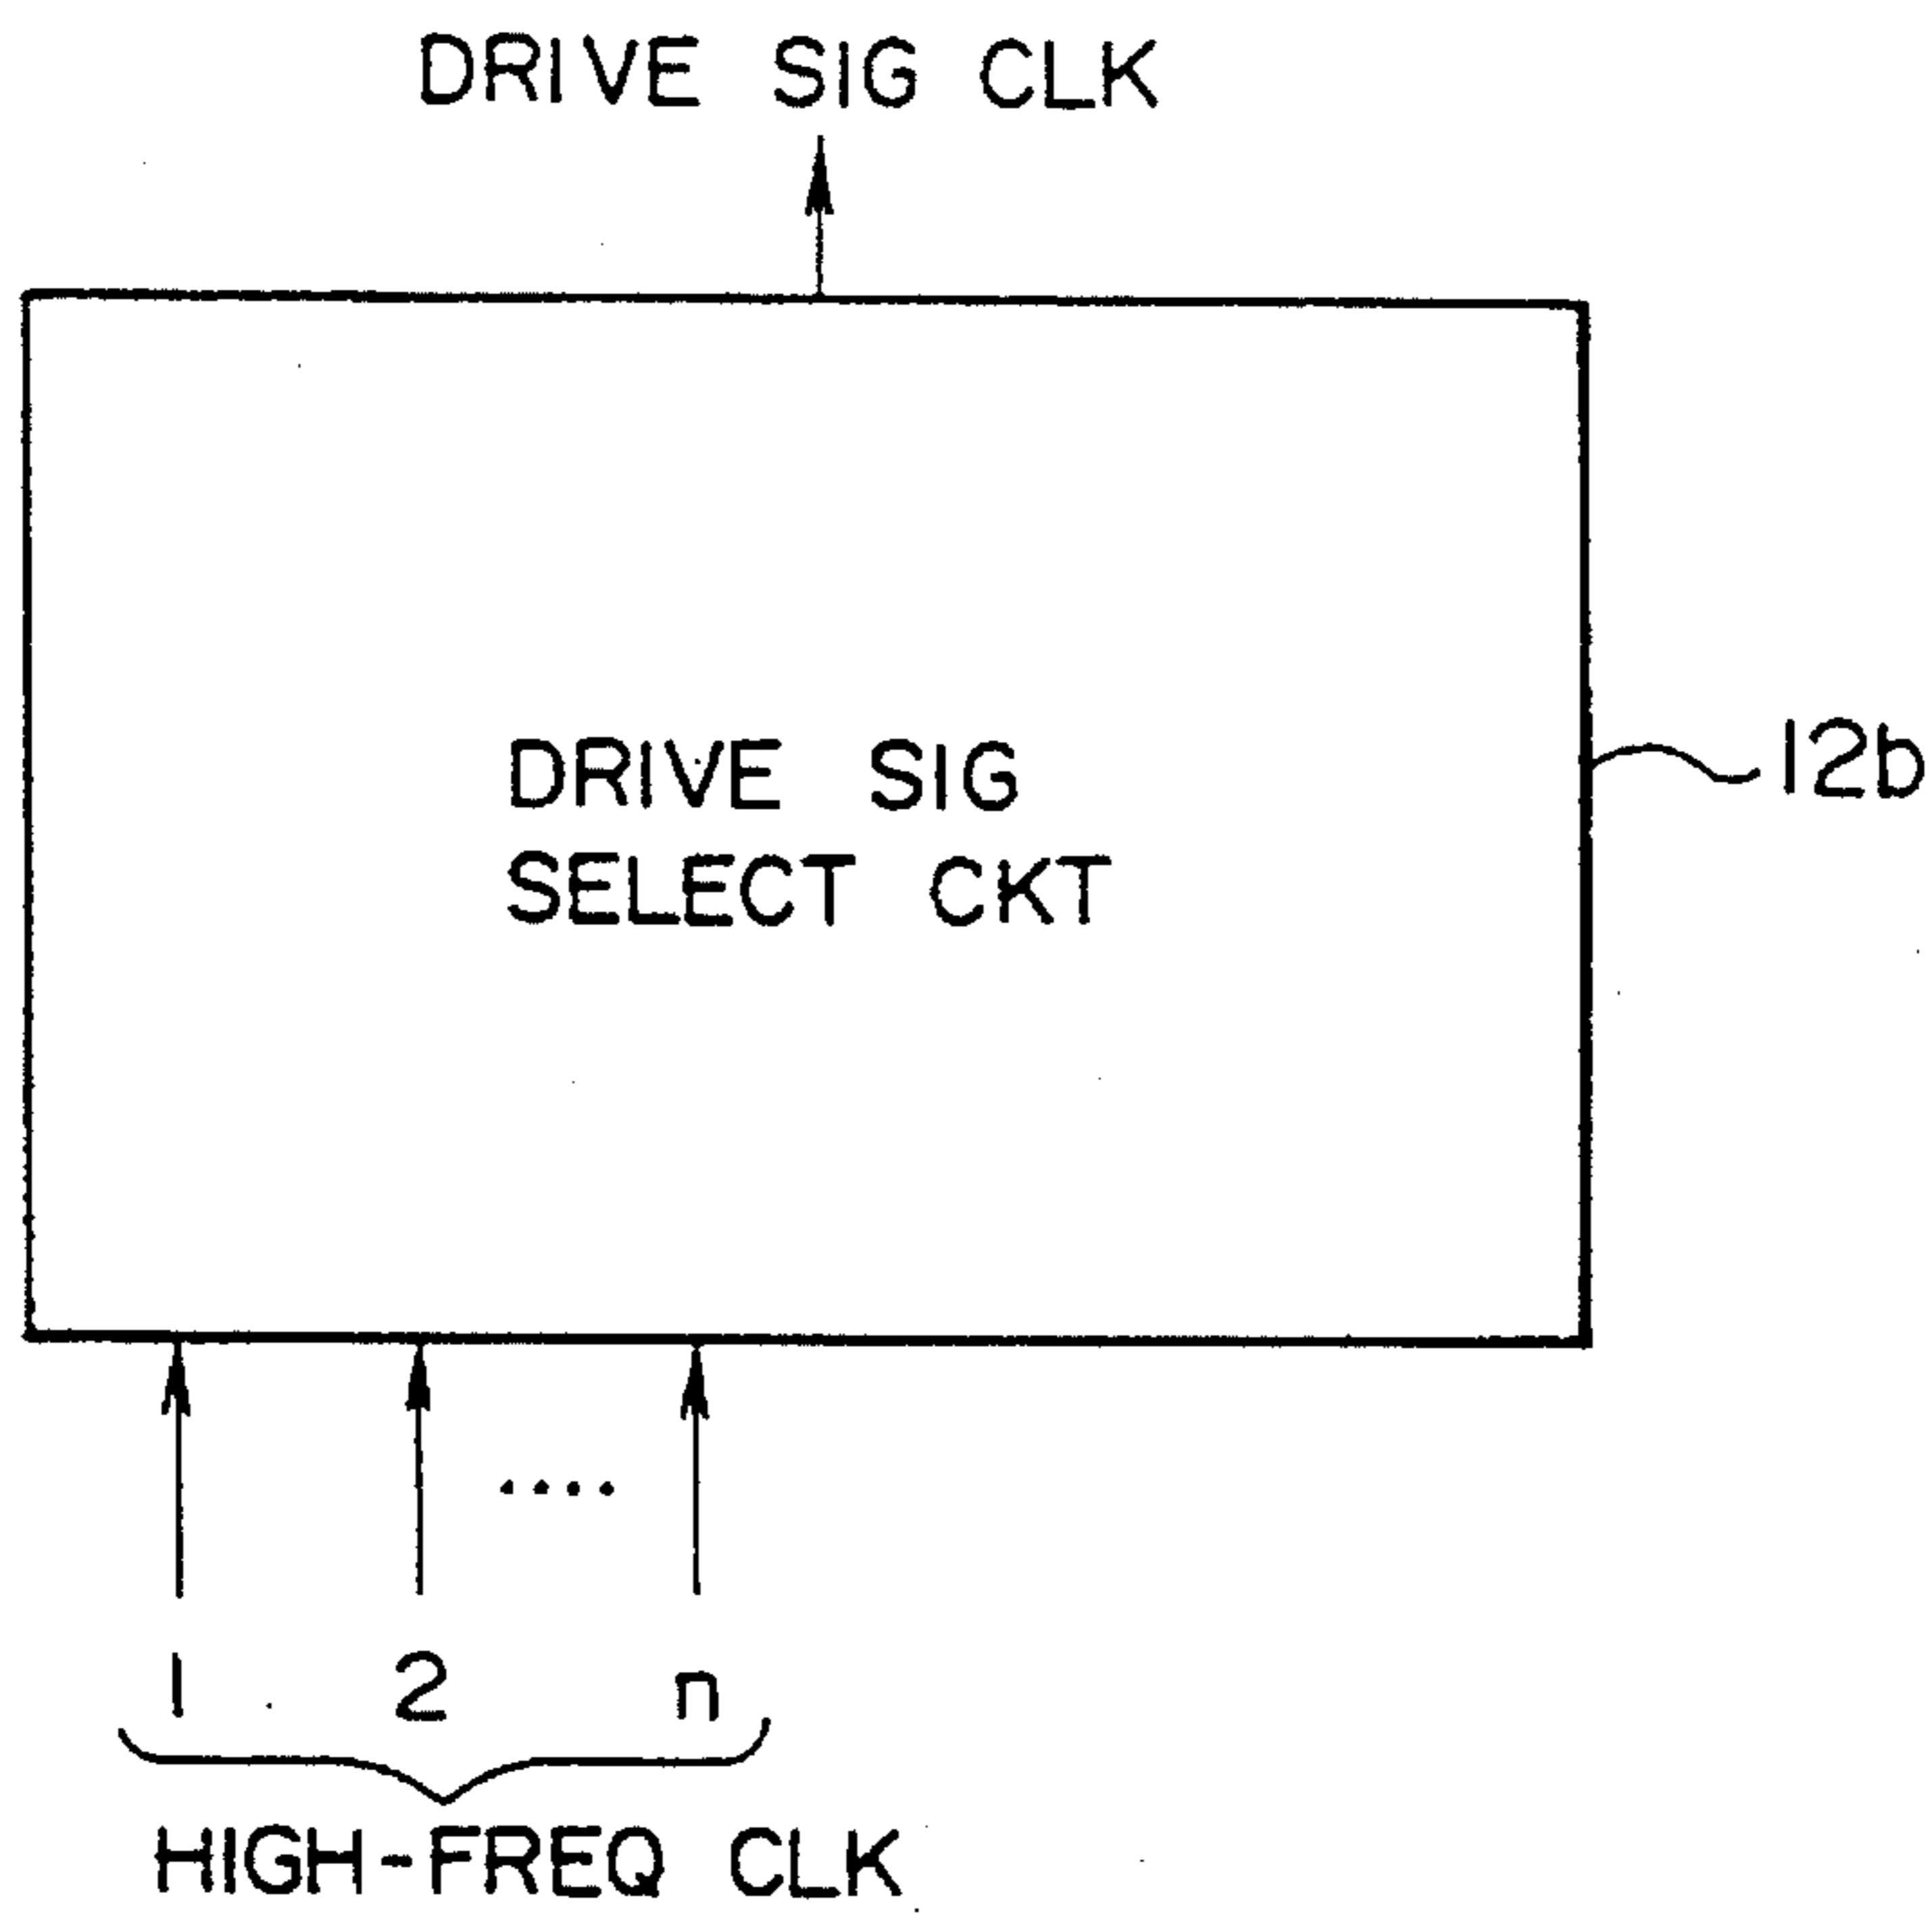 DRIVE SIG CLK
DRIVE SIG
SELECT CKT
12b
....
1 2 n
HIGH-FREQ CLK